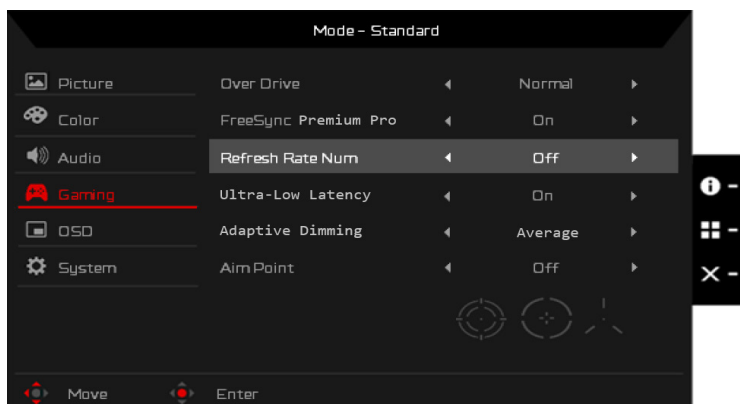 Mode - Standard
Picture
Over Drive Normal
Color
FreeSync Premium Pro On
Audio
Refresh Rate Num Off
Gaming
Ultra-Low Latency On
OSD
Adaptive Dimming Average
System
Aim Point Off
Move Enter